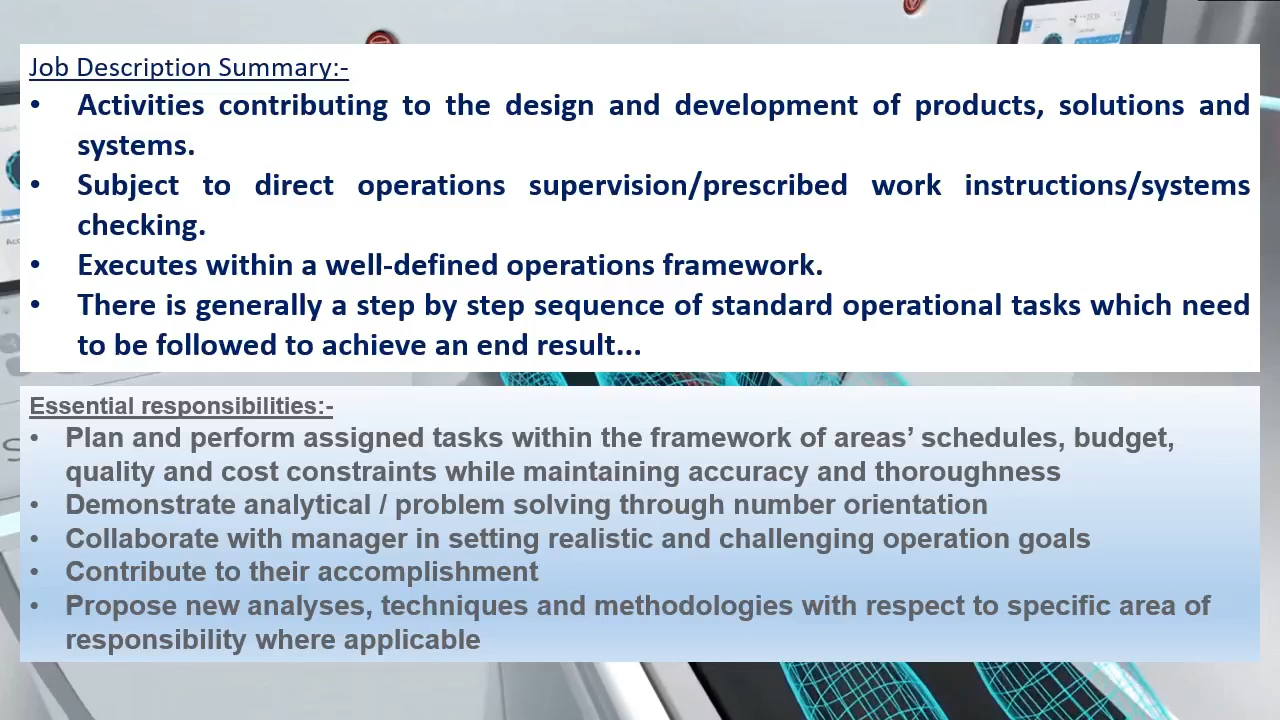 Job Description Summary:-
• Activities contributing to the design and development of products, solutions and
systems.
• Subject to direct operations supervision/prescribed work instructions/systems
checking.
• Executes within a well-defined operations framework.
• There is generally a step by step sequence of standard operational tasks which need
to be followed to achieve an end result...
Essential responsibilities:-
• Plan and perform assigned tasks within the framework of areas’ schedules, budget,
quality and cost constraints while maintaining accuracy and thoroughness
• Demonstrate analytical / problem solving through number orientation
• Collaborate with manager in setting realistic and challenging operation goals
• Contribute to their accomplishment
• Propose new analyses, techniques and methodologies with respect to specific area of
responsibility where applicable